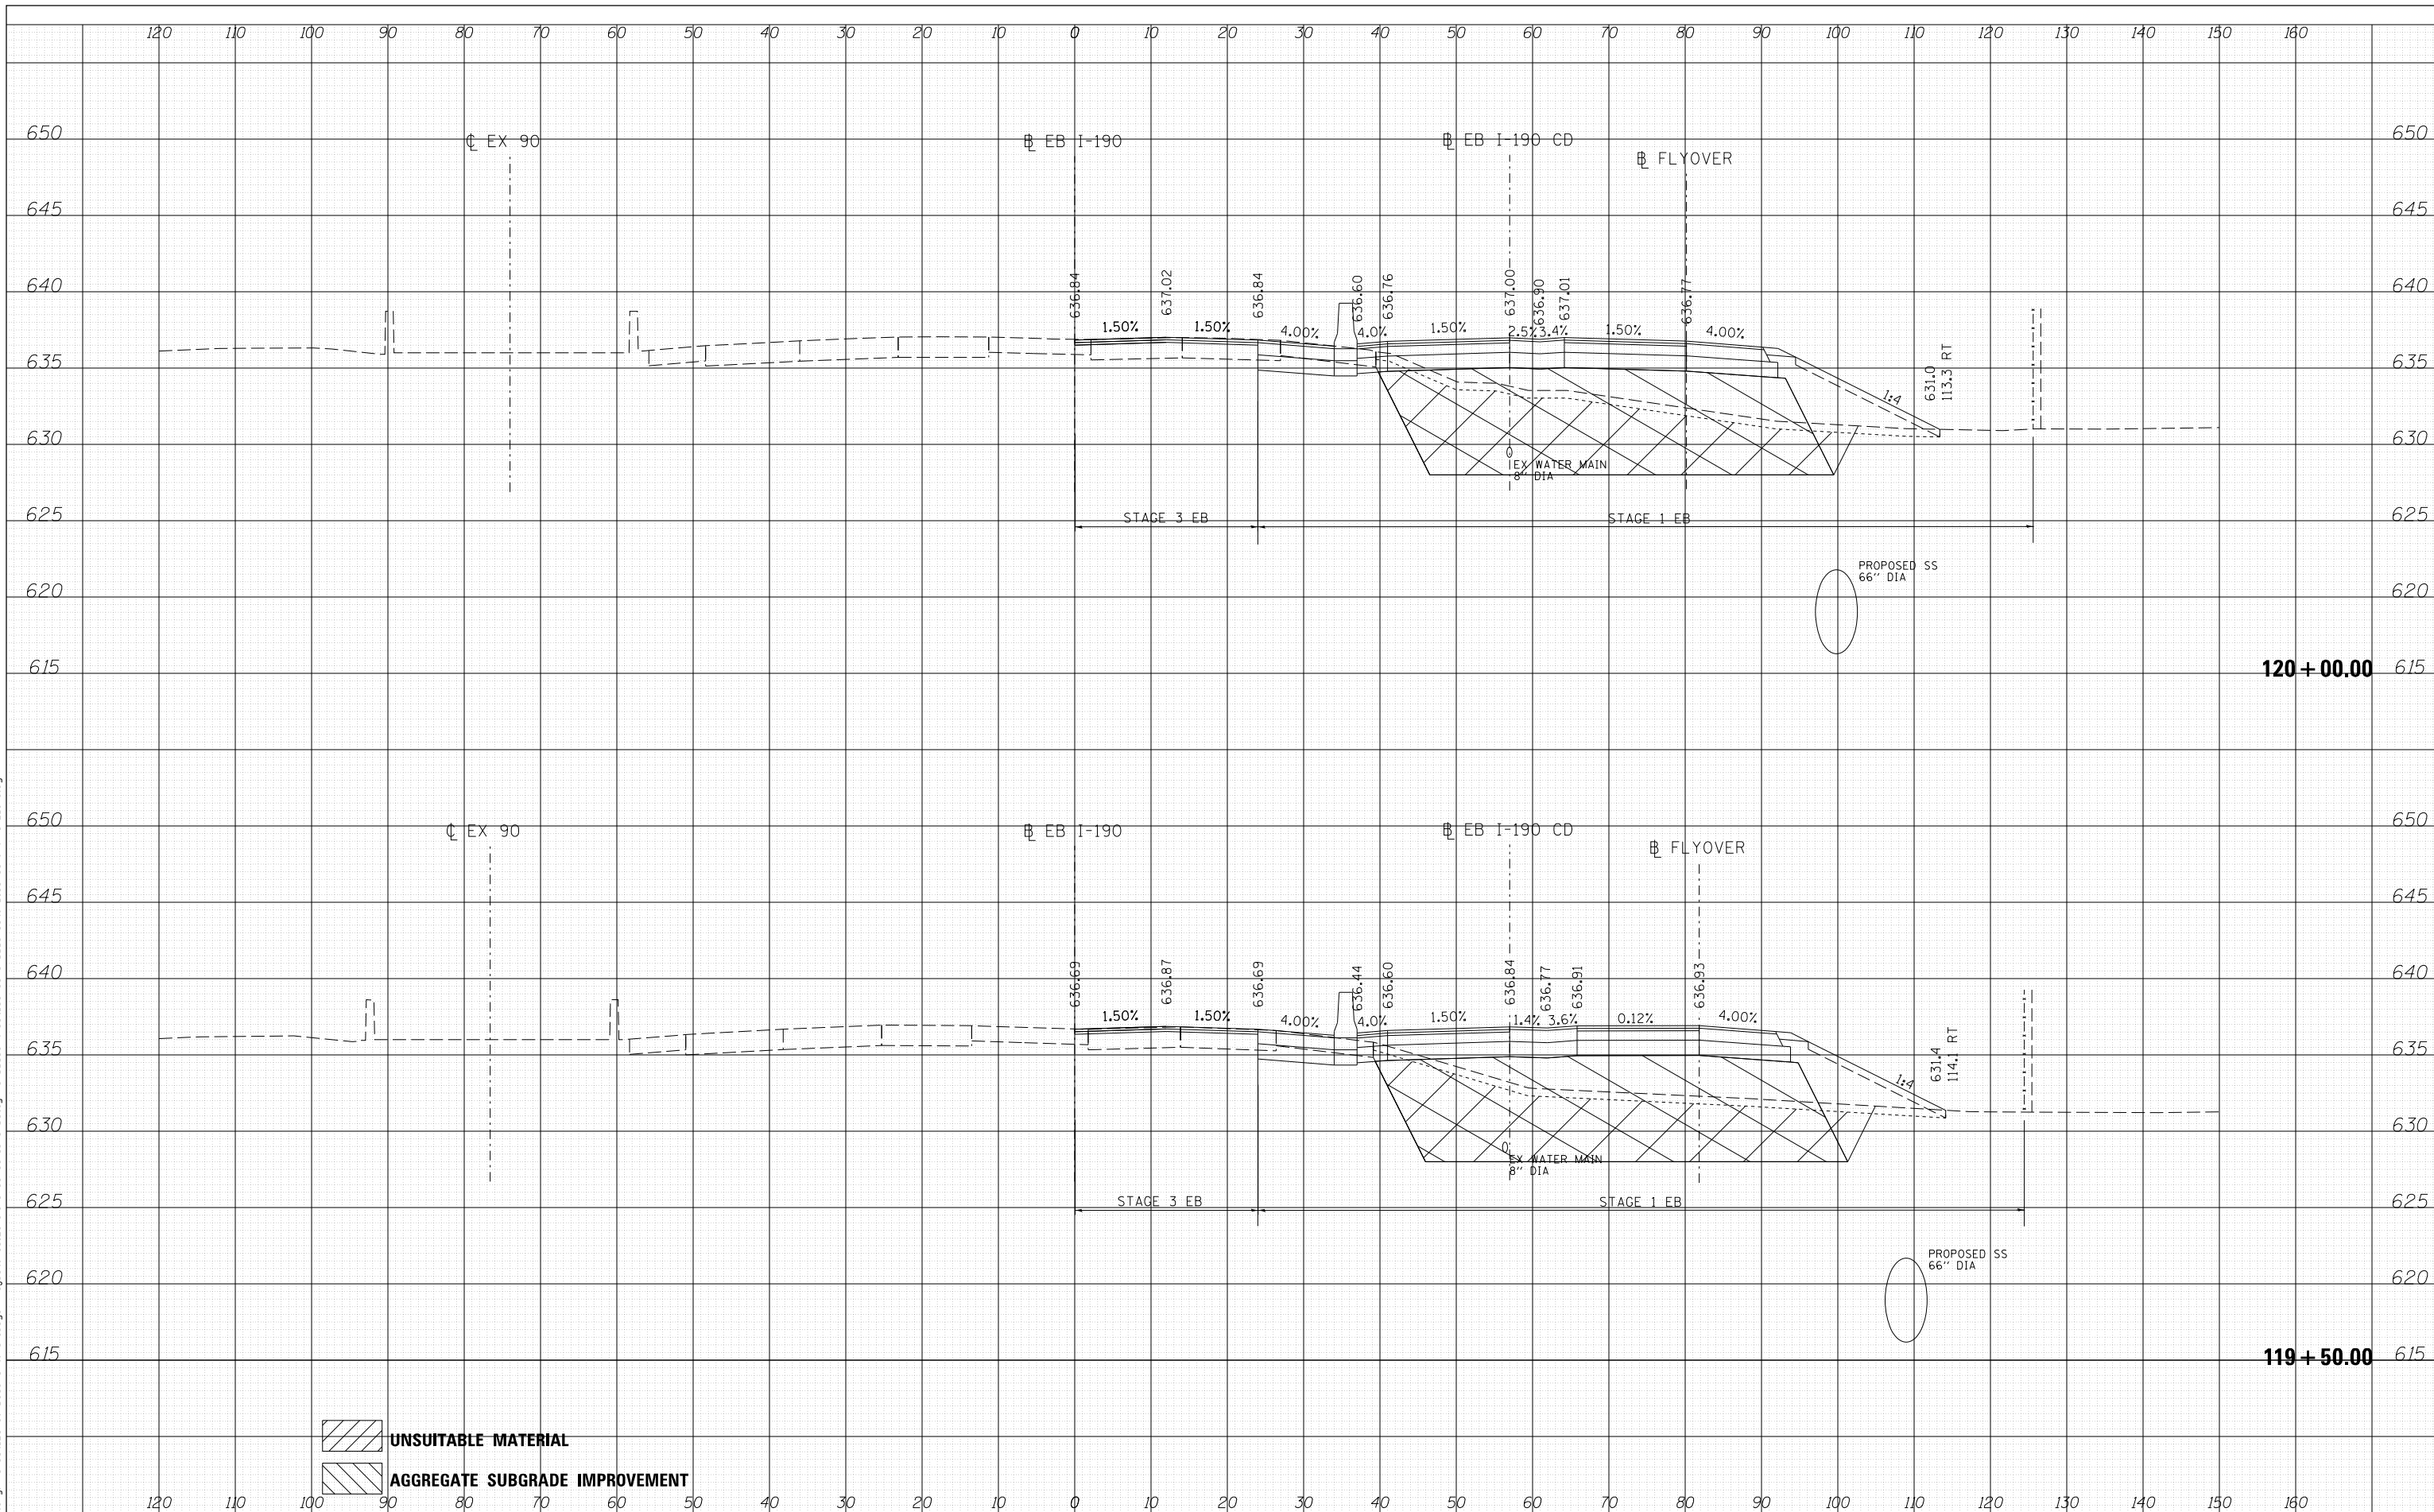 120 110 100 90 80 70 60 50 40 30 20 10 0 10 20 30 40 50 60 70 80 90 100 110 120 130 140 150 160
650 650
℄ EX 90
B̲L EB I-190
B̲L EB I-190 CD
B̲L FLYOVER
645 645
640 640
636.84 637.02 636.84 636.60 636.76 637.00 636.90 637.01 636.77
1.50% 1.50% 4.00% 4.0% 1.50% 2.5% 3.4% 1.50% 4.00%
635 635
1:4
631.0
113.3 RT
630 630
EX WATER MAIN
8" DIA
625 625
STAGE 3 EB STAGE 1 EB
620 620
PROPOSED SS
66" DIA
615 120+00.00 615
650 650
℄ EX 90
B̲L EB I-190
B̲L EB I-190 CD
B̲L FLYOVER
645 645
640 640
636.69 636.87 636.69 636.44 636.60 636.84 636.77 636.91 636.93
1.50% 1.50% 4.00% 4.0% 1.50% 1.4% 3.6% 0.12% 4.00%
635 635
1:4
631.4
114.1 RT
630 630
EX WATER MAIN
8" DIA
625 625
STAGE 3 EB STAGE 1 EB
620 620
PROPOSED SS
66" DIA
615 119+50.00 615
UNSUITABLE MATERIAL
AGGREGATE SUBGRADE IMPROVEMENT
120 110 100 90 80 70 60 50 40 30 20 10 0 10 20 30 40 50 60 70 80 90 100 110 120 130 140 150 160